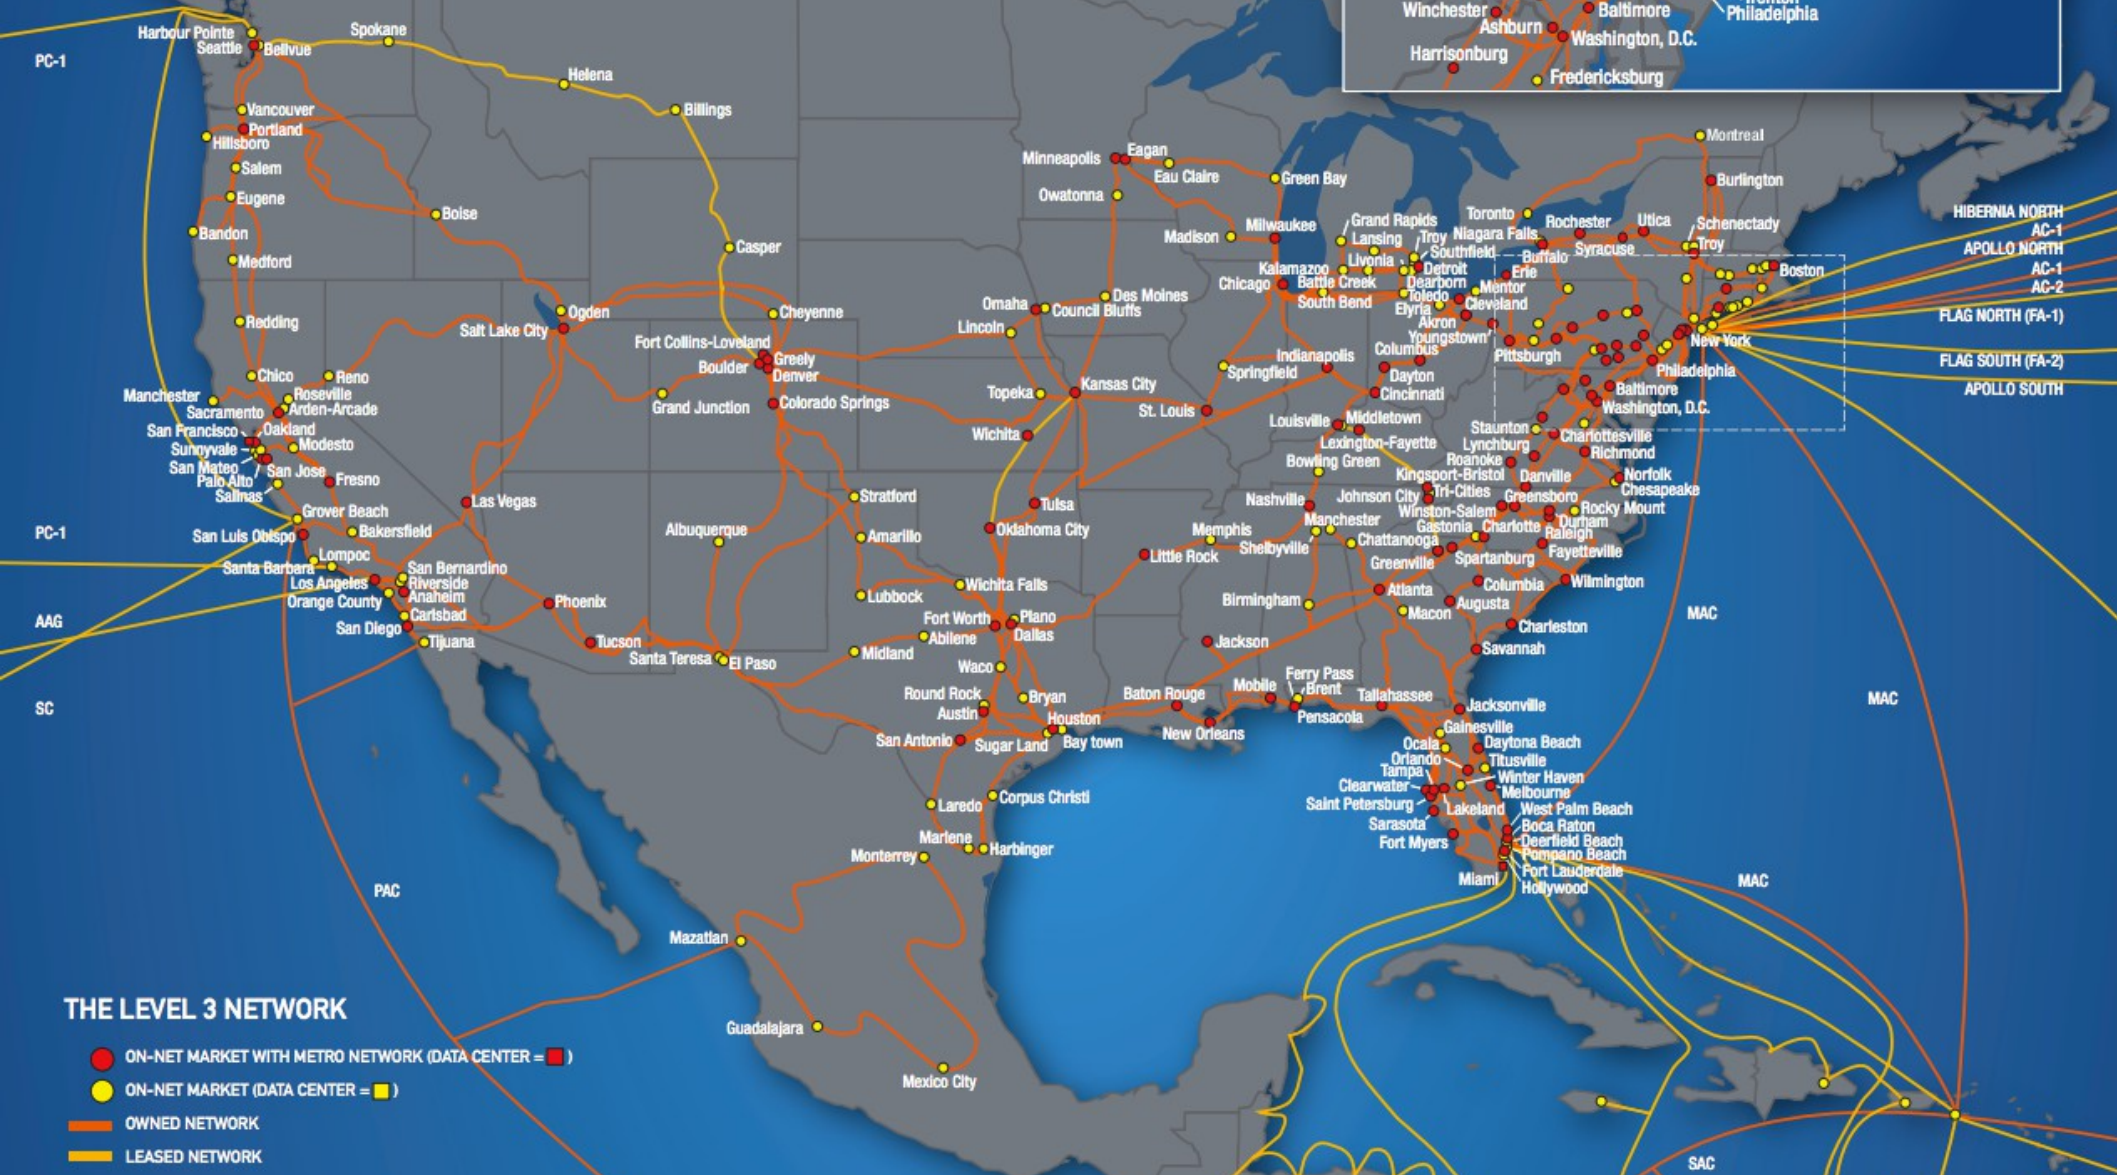 Winchester
Baltimore
Philadelphia
Ashburn
Washington, D.C.
Harrisonburg
Fredericksburg
PC-1
Harbour Pointe
Seattle
Bellvue
Spokane
Helena
Billings
Vancouver
Portland
Hillsboro
Salem
Eugene
Boise
Bandon
Medford
Casper
Redding
Ogden
Salt Lake City
Cheyenne
Fort Collins-Loveland
Greely
Boulder
Denver
Grand Junction
Colorado Springs
Chico
Reno
Manchester
Roseville
Sacramento
Arden-Arcade
San Francisco
Oakland
Sunnyvale
Modesto
San Mateo
San Jose
Palo Alto
Fresno
Salinas
Grover Beach
Las Vegas
PC-1
San Luis Obispo
Bakersfield
Lompoc
Santa Barbara
San Bernardino
Los Angeles
Riverside
Orange County
Anaheim
Carlsbad
San Diego
Tijuana
AAG
SC
PAC
Phoenix
Tucson
Santa Teresa
El Paso
Albuquerque
Stratford
Amarillo
Lubbock
Wichita Falls
Midland
Abilene
Fort Worth
Plano
Dallas
Waco
Round Rock
Bryan
Austin
Houston
San Antonio
Sugar Land
Bay town
Laredo
Corpus Christi
Marlene
Harbinger
Monterrey
Mazatlan
Guadalajara
Mexico City
Minneapolis
Eagan
Eau Claire
Green Bay
Owatonna
Madison
Milwaukee
Omaha
Des Moines
Council Bluffs
Lincoln
Chicago
Topeka
Kansas City
Wichita
St. Louis
Springfield
Tulsa
Oklahoma City
Little Rock
Memphis
Grand Rapids
Lansing
Troy
Livonia
Southfield
Kalamazoo
Detroit
Battle Creek
Dearborn
South Bend
Toledo
Mentor
Elyria
Cleveland
Akron
Youngstown
Indianapolis
Columbus
Dayton
Cincinnati
Louisville
Middletown
Lexington-Fayette
Bowling Green
Nashville
Manchester
Shelbyville
Chattanooga
Birmingham
Jackson
Montreal
Burlington
Toronto
Niagara Falls
Rochester
Utica
Schenectady
Syracuse
Troy
Buffalo
Erie
Boston
Pittsburgh
New York
Philadelphia
Baltimore
Washington, D.C.
Staunton
Charlottesville
Lynchburg
Richmond
Roanoke
Kingsport-Bristol
Danville
Norfolk
Johnson City
Tri-Cities
Chesapeake
Greensboro
Winston-Salem
Rocky Mount
Gastonia
Charlotte
Durham
Raleigh
Greenville
Spartanburg
Fayetteville
Atlanta
Columbia
Wilmington
Macon
Augusta
Charleston
Savannah
Baton Rouge
New Orleans
Mobile
Ferry Pass
Brent
Pensacola
Tallahassee
Jacksonville
Gainesville
Ocala
Daytona Beach
Orlando
Titusville
Tampa
Winter Haven
Clearwater
Melbourne
Saint Petersburg
Lakeland
West Palm Beach
Sarasota
Boca Raton
Fort Myers
Deerfield Beach
Pompano Beach
Fort Lauderdale
Miami
Hollywood
HIBERNIA NORTH
AC-1
APOLLO NORTH
AC-1
AC-2
FLAG NORTH (FA-1)
FLAG SOUTH (FA-2)
APOLLO SOUTH
MAC
MAC
MAC
SAC
THE LEVEL 3 NETWORK
ON-NET MARKET WITH METRO NETWORK (DATA CENTER = )
ON-NET MARKET (DATA CENTER = )
OWNED NETWORK
LEASED NETWORK